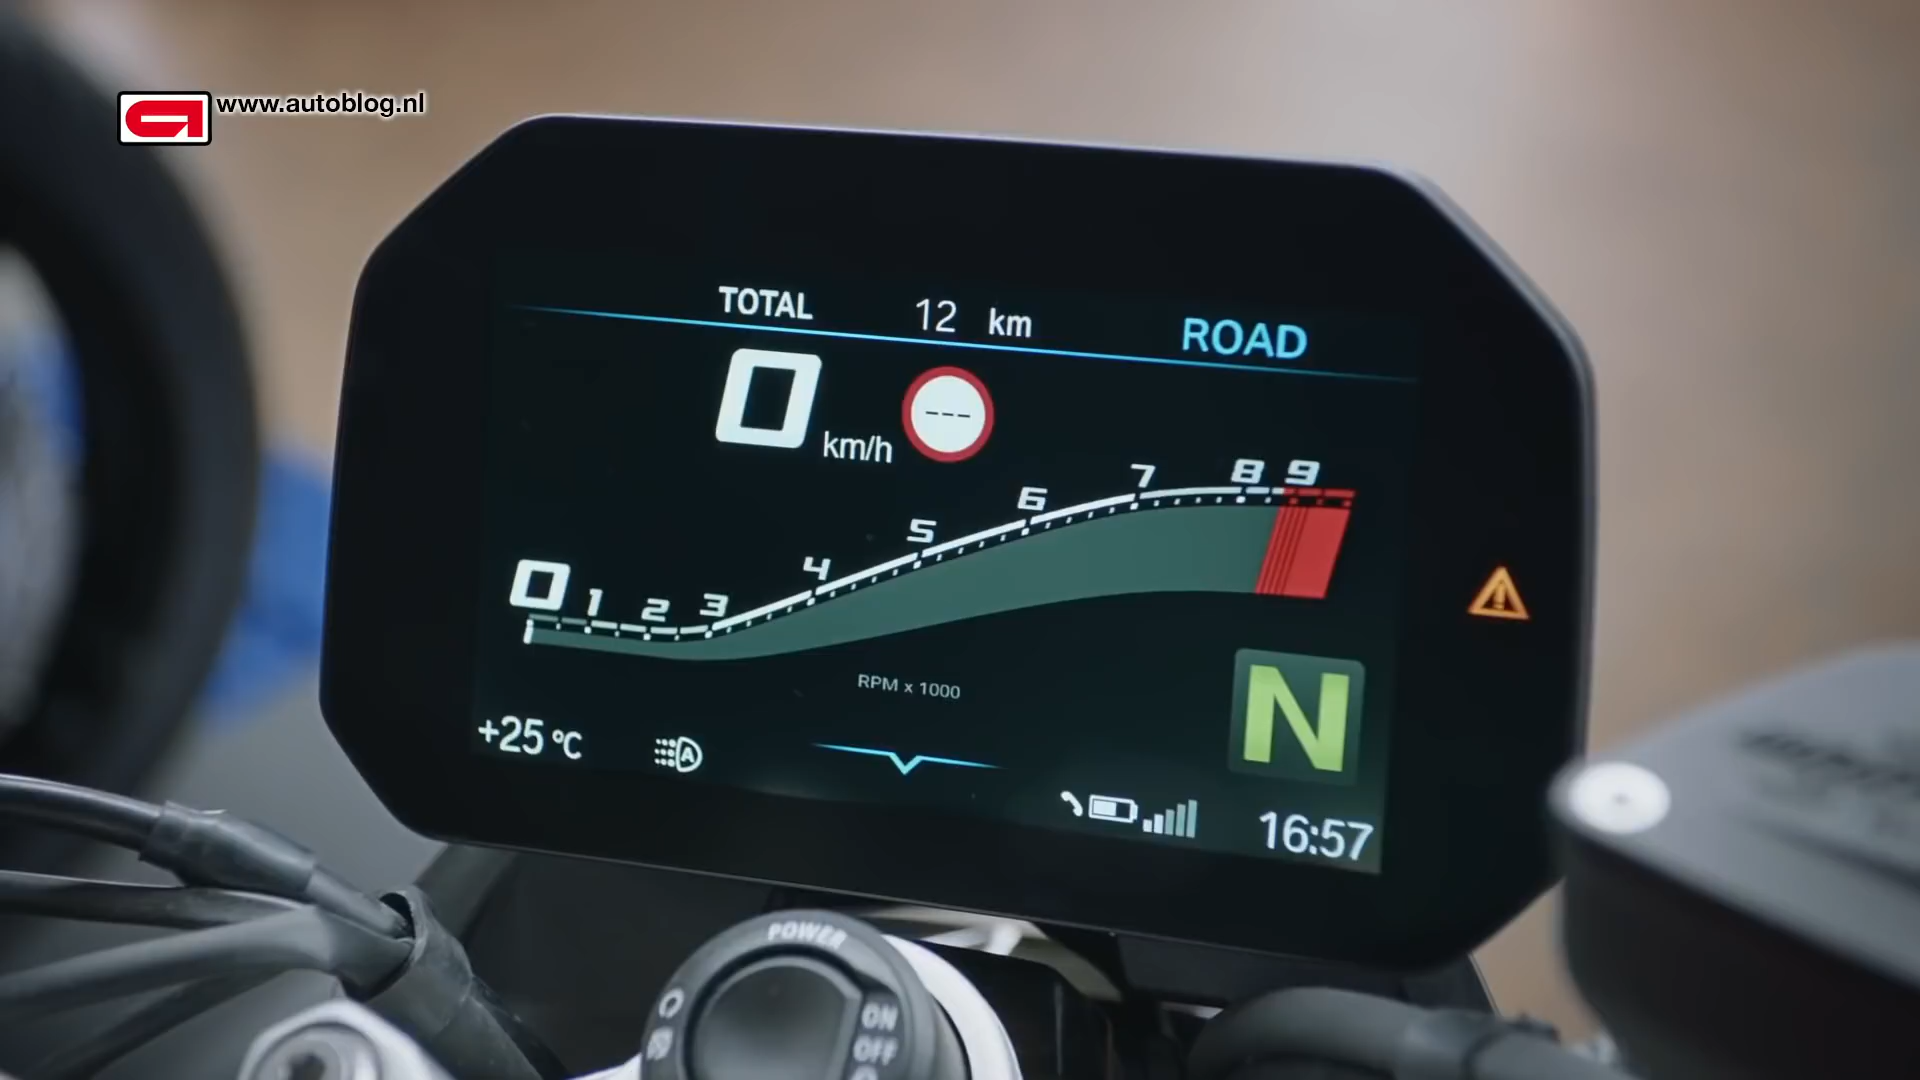 www.autoblog.nl
TOTAL 12 km ROAD
0 km/h ---
0 1 2 3 4 5 6 7 8 9
RPM x 1000
N
+25 °C
A
16:57
POWER
ON
OFF